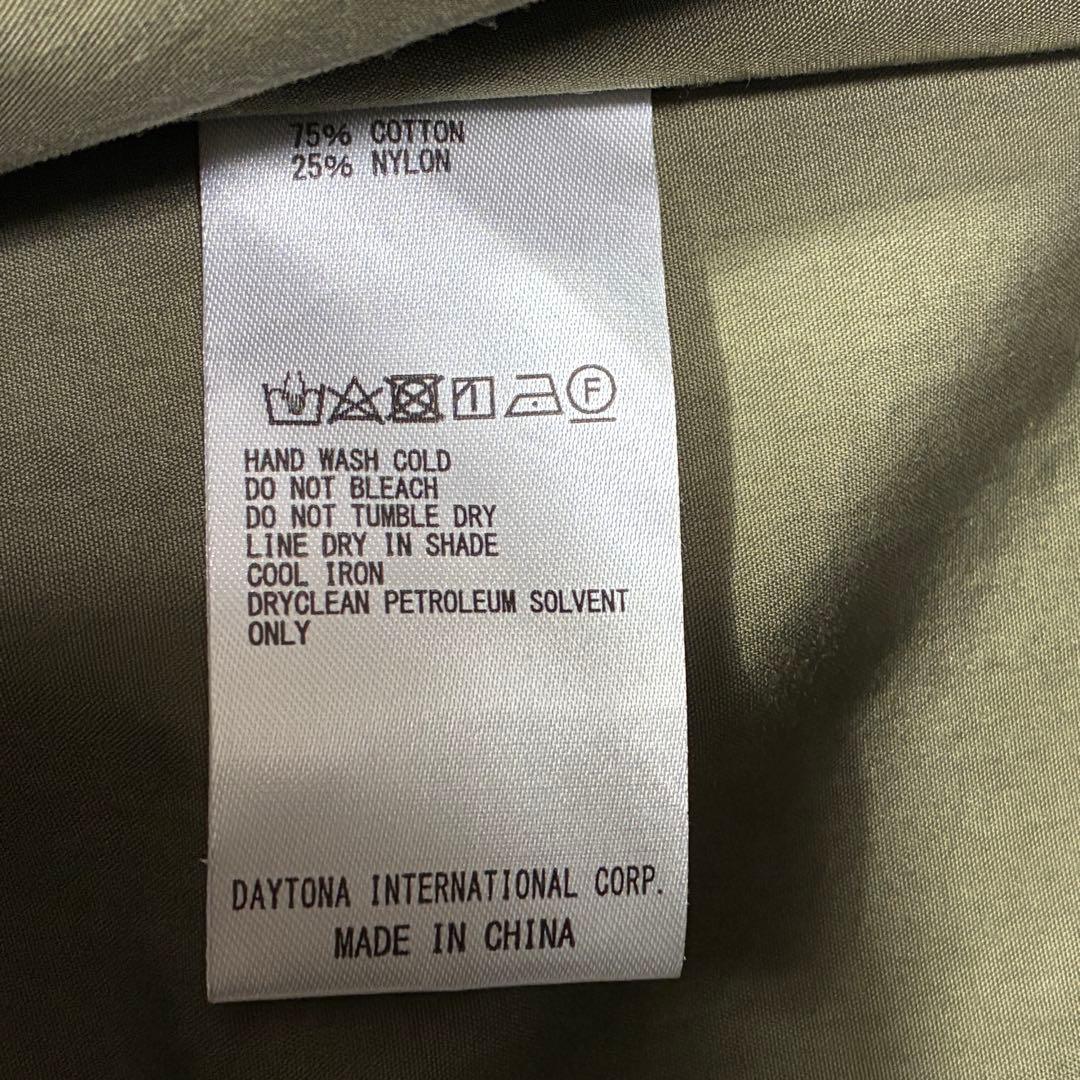 75% COTTON
25% NYLON
F
HAND WASH COLD
DO NOT BLEACH
DO NOT TUMBLE DRY
LINE DRY IN SHADE
COOL IRON
DRYCLEAN PETROLEUM SOLVENT
ONLY
DAYTONA INTERNATIONAL CORP.
MADE IN CHINA